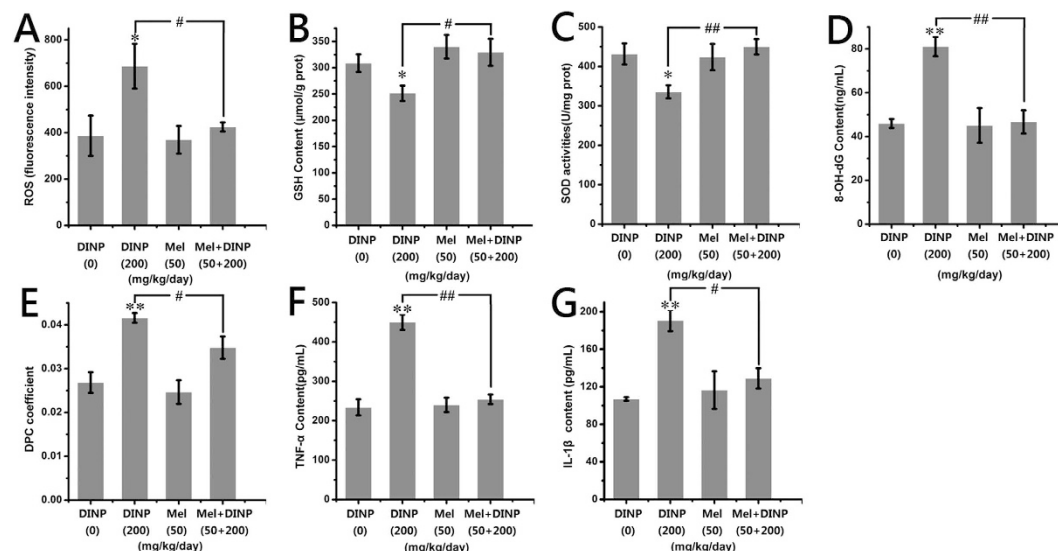 A
ROS (fluorescence intensity)
800
600
400
200
0
*
#
DINP DINP Mel Mel+DINP
(0) (200) (50) (50+200)
(mg/kg/day)
B
GSH Content (μmol/g prot)
350
300
250
200
150
100
50
0
*
#
DINP DINP Mel Mel+DINP
(0) (200) (50) (50+200)
(mg/kg/day)
C
SOD activities(U/mg prot)
500
400
300
200
100
0
*
##
DINP DINP Mel Mel+DINP
(0) (200) (50) (50+200)
(mg/kg/day)
D
8-OH-dG Content(ng/mL)
80
60
40
20
0
**
##
DINP DINP Mel Mel+DINP
(0) (200) (50) (50+200)
(mg/kg/day)
E
DPC coefficient
0.04
0.03
0.02
0.01
0.00
**
#
DINP DINP Mel Mel+DINP
(0) (200) (50) (50+200)
(mg/kg/day)
F
TNF-α Content(pg/mL)
500
450
400
350
300
250
200
150
100
50
0
**
##
DINP DINP Mel Mel+DINP
(0) (200) (50) (50+200)
(mg/kg/day)
G
IL-1β content (pg/mL)
200
160
120
80
40
0
**
#
DINP DINP Mel Mel+DINP
(0) (200) (50) (50+200)
(mg/kg/day)